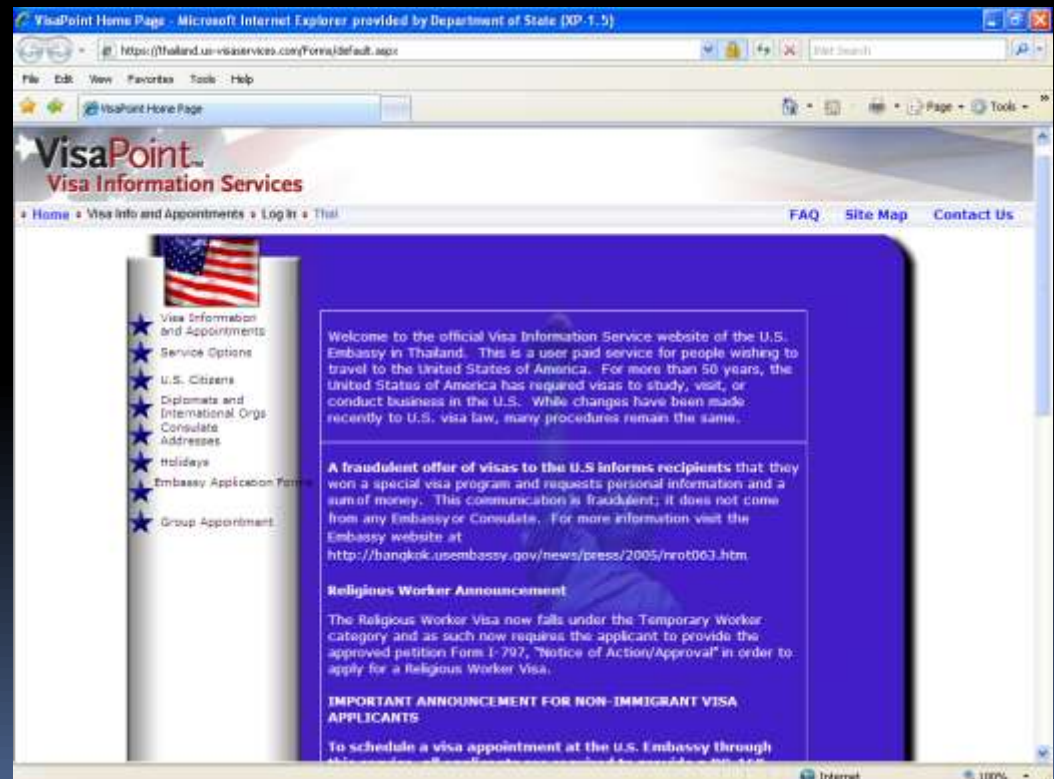 VisaPoint Home Page - Microsoft Internet Explorer provided by Department of State (XP-1.5)
https://thailand.us-visaservices.com/Forms/default.aspx
File Edit View Favorites Tools Help
VisaPoint Home Page
Page Tools
VisaPoint™
Visa Information Services
Home Visa Info and Appointments Log In Thai
FAQ Site Map Contact Us
Visa Information
and Appointments
Service Options
U.S. Citizens
Diplomats and
International Orgs
Consulate
Addresses
Holidays
Embassy Application Forms
Group Appointment
Welcome to the official Visa Information Service website of the U.S.
Embassy in Thailand. This is a user paid service for people wishing to
travel to the United States of America. For more than 50 years, the
United States of America has required visas to study, visit, or
conduct business in the U.S. While changes have been made
recently to U.S. visa law, many procedures remain the same.
A fraudulent offer of visas to the U.S informs recipients that they
won a special visa program and requests personal information and a
sum of money. This communication is fraudulent; it does not come
from any Embassy or Consulate. For more information visit the
Embassy website at
http://bangkok.usembassy.gov/news/press/2005/nrot063.htm
Religious Worker Announcement
The Religious Worker Visa now falls under the Temporary Worker
category and as such now requires the applicant to provide the
approved petition Form I-797, "Notice of Action/Approval" in order to
apply for a Religious Worker Visa.
IMPORTANT ANNOUNCEMENT FOR NON-IMMIGRANT VISA
APPLICANTS
To schedule a visa appointment at the U.S. Embassy through
Internet 100%